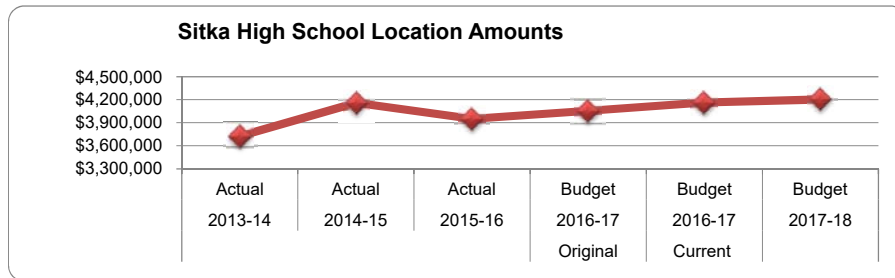 Sitka High School Location Amounts
$4,500,000
$4,200,000
$3,900,000
$3,600,000
$3,300,000
Actual Actual Actual Budget Budget Budget
2013-14 2014-15 2015-16 2016-17 2016-17 2017-18
Original Current